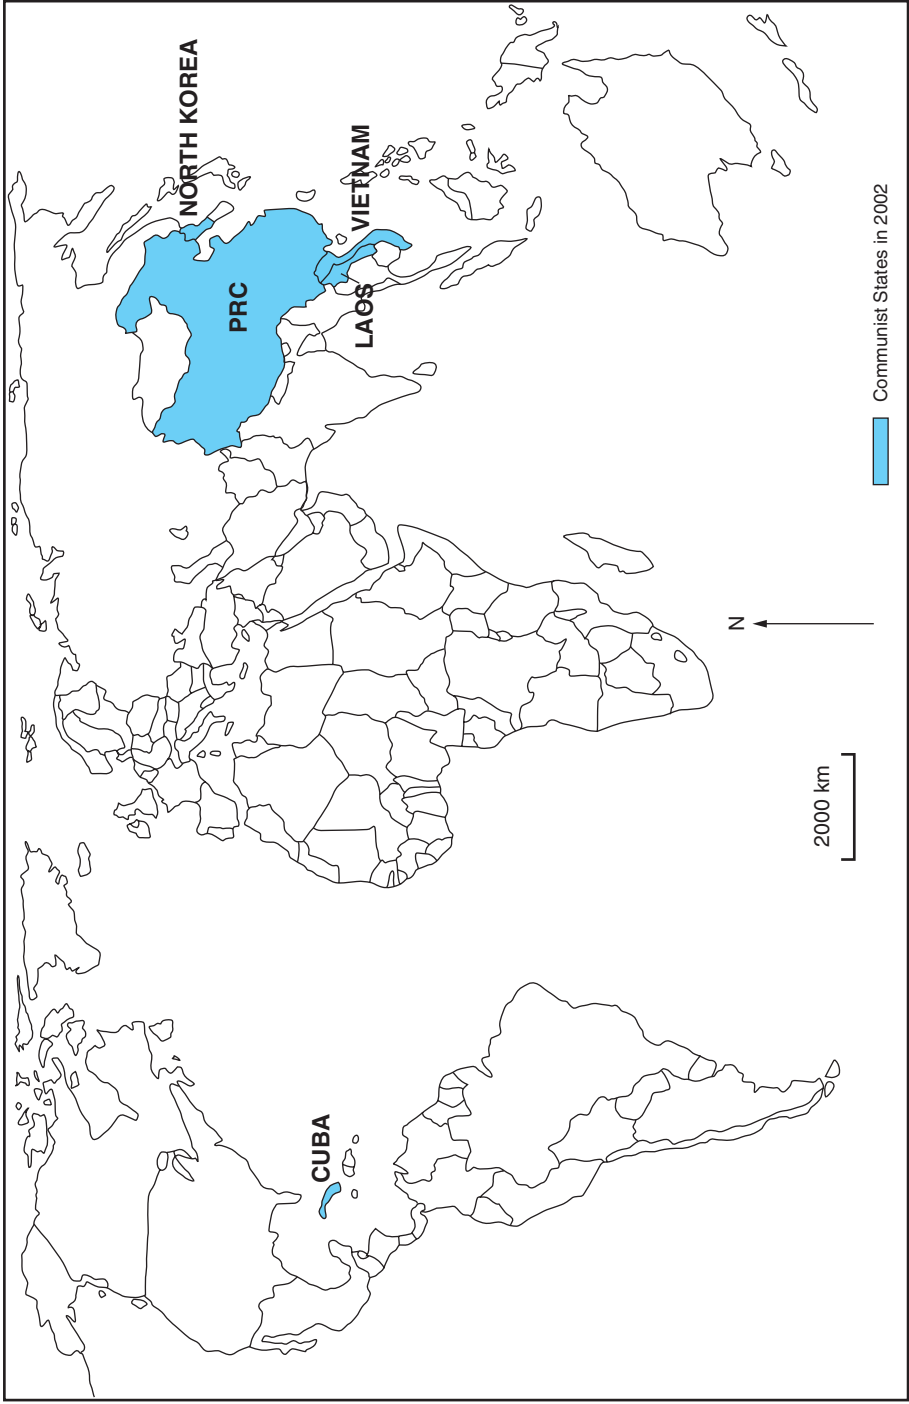 NORTH KOREA
PRC
VIETNAM
LAOS
CUBA
N
2000 km
Communist States in 2002